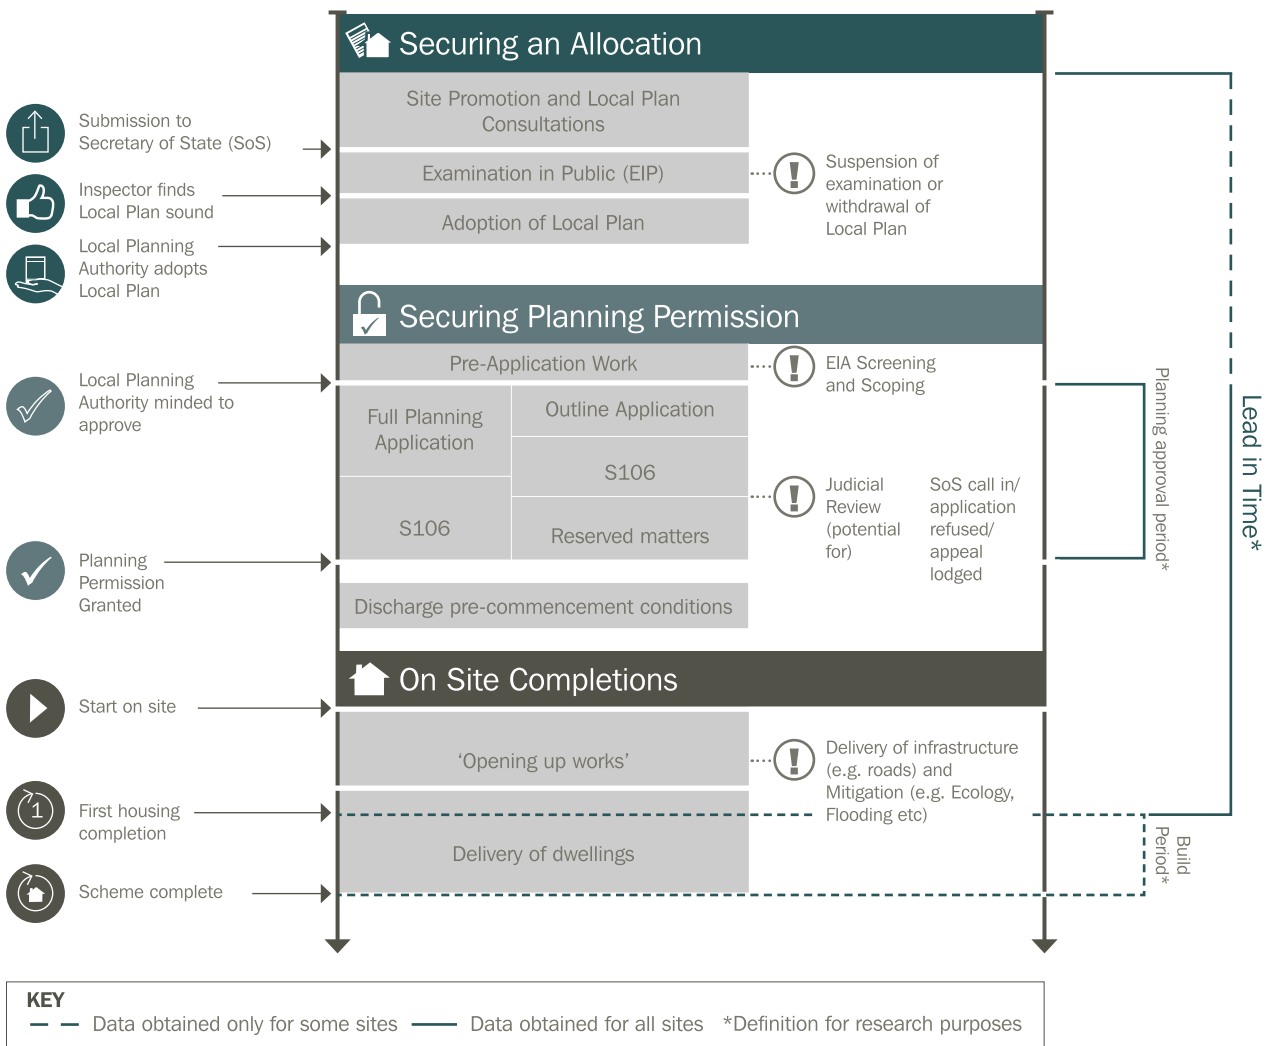 Securing an Allocation
Site Promotion and Local Plan
Consultations
Submission to
Secretary of State (SoS)
Examination in Public (EIP)
Suspension of
examination or
withdrawal of
Local Plan
Inspector finds
Local Plan sound
Adoption of Local Plan
Local Planning
Authority adopts
Local Plan
Securing Planning Permission
Pre-Application Work
EIA Screening
and Scoping
Local Planning
Authority minded to
approve
Full Planning
Application
S106
Outline Application
S106
Reserved matters
Judicial
Review
(potential
for)
SoS call in/
application
refused/
appeal
lodged
Planning approval period*
Lead in Time*
Planning
Permission
Granted
Discharge pre-commencement conditions
On Site Completions
Start on site
‘Opening up works’
Delivery of infrastructure
(e.g. roads) and
Mitigation (e.g. Ecology,
Flooding etc)
1
First housing
completion
Delivery of dwellings
Build
Period*
Scheme complete
KEY
Data obtained only for some sites
Data obtained for all sites
*Definition for research purposes